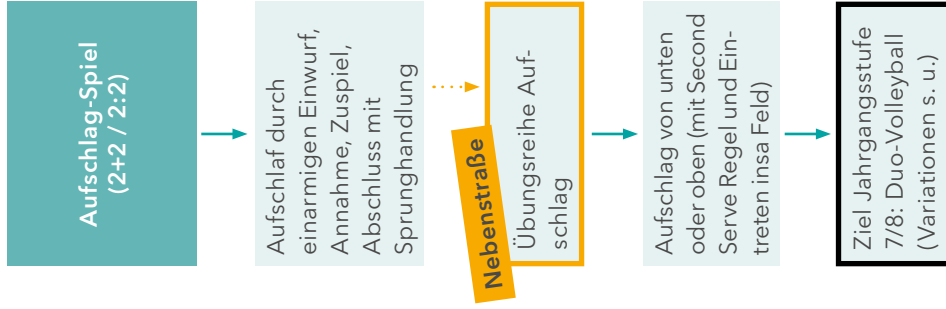 Aufschlag-Spiel
(2+2 / 2:2)
Aufschlaf durch
einarmigen Einwurf,
Annahme, Zuspiel,
Abschluss mit
Sprunghandlung
Nebenstraße
Übungsreihe Auf-
schlag
Aufschlag von unten
oder oben (mit Second
Serve Regel und Ein-
treten insa Feld)
Ziel Jahrgangsstufe
7/8: Duo-Volleyball
(Variationen s. u.)